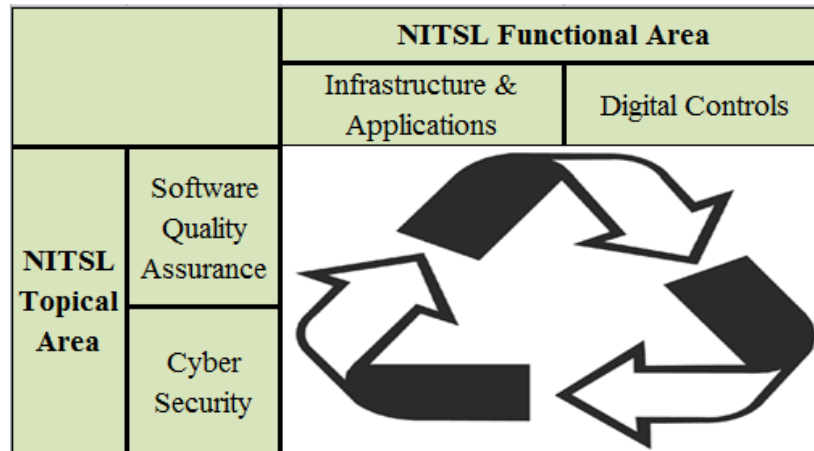 NITSL Functional Area
Infrastructure &
Applications
Digital Controls
NITSL
Topical
Area
Software
Quality
Assurance
Cyber
Security